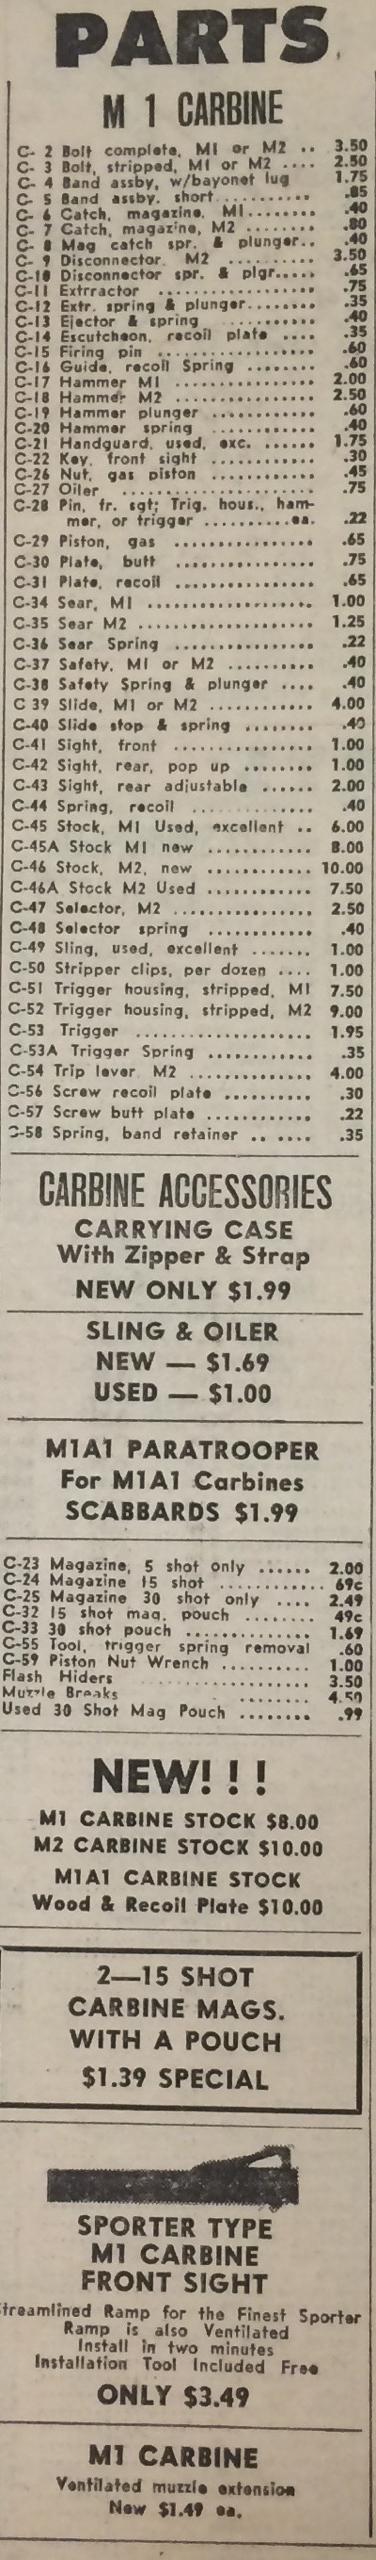 PARTS
M 1 CARBINE
C- 2 Bolt complete, M1 or M2 .. 3.50
C- 3 Bolt, stripped, M1 or M2 .... 2.50
C- 4 Band assby, w/bayonet lug 1.75
C- 5 Band assby. short........... .85
C- 6 Catch, magazine, M1........ .40
C- 7 Catch, magazine, M2 ........ .80
C- 8 Mag catch spr. & plunger.. .40
C- 9 Disconnector. M2 ........... 3.50
C-10 Disconnector spr. & plgr..... .65
C-11 Extrractor ................ .75
C-12 Extr. spring & plunger........ .35
C-13 Ejector & spring .......... .40
C-14 Escutcheon, recoil plate .... .35
C-15 Firing pin ................. .60
C-16 Guide, recoil Spring ........ .60
C-17 Hammer M1 ................ 2.00
C-18 Hammer M2 ................ 2.50
C-19 Hammer plunger ............ .60
C-20 Hammer spring ............. .40
C-21 Handguard, used, exc. ...... 1.75
C-22 Key, front sight ............ .30
C-26 Nut, gas piston ............. .45
C-27 Oiler ...................... .75
C-28 Pin, fr. sgt; Trig. hous., ham-
mer, or trigger ..........ea. .22
C-29 Piston, gas ................ .65
C-30 Plate, butt ................ .75
C-31 Plate, recoil ............... .65
C-34 Sear, M1 ................... 1.00
C-35 Sear M2 .................... 1.25
C-36 Sear Spring ................ .22
C-37 Safety, M1 or M2 .......... .40
C-38 Safety Spring & plunger .... .40
C 39 Slide, M1 or M2 ............ 4.00
C-40 Slide stop & spring ........ .40
C-41 Sight, front ................ 1.00
C-42 Sight, rear, pop up ......... 1.00
C-43 Sight, rear adjustable ...... 2.00
C-44 Spring, recoil ............. .40
C-45 Stock, M1 Used, excellent .. 6.00
C-45A Stock M1 new ............ 8.00
C-46 Stock, M2, new ............ 10.00
C-46A Stock M2 Used ............ 7.50
C-47 Selector, M2 ................ 2.50
C-48 Selector spring ............ .40
C-49 Sling, used, excellent ....... 1.00
C-50 Stripper clips, per dozen .... 1.00
C-51 Trigger housing, stripped, M1 7.50
C-52 Trigger housing, stripped, M2 9.00
C-53 Trigger .................... 1.95
C-53A Trigger Spring ............ .35
C-54 Trip lever, M2 .............. 4.00
C-56 Screw recoil plate .......... .30
C-57 Screw butt plate ............ .22
C-58 Spring, band retainer .. .... .35
CARBINE ACCESSORIES
CARRYING CASE
With Zipper & Strap
NEW ONLY $1.99
SLING & OILER
NEW — $1.69
USED — $1.00
M1A1 PARATROOPER
For M1A1 Carbines
SCABBARDS $1.99
C-23 Magazine, 5 shot only ...... 2.00
C-24 Magazine 15 shot ............ 69c
C-25 Magazine 30 shot only .... 2.49
C-32 15 shot mag. pouch ........ 49c
C-33 30 shot pouch .............. 1.69
C-55 Tool, trigger spring removal .60
C-59 Piston Nut Wrench .......... 1.00
Flash Hiders .................... 3.50
Muzzle Breaks ........ 4.50
Used 30 Shot Mag Pouch ........ .99
NEW! ! !
M1 CARBINE STOCK $8.00
M2 CARBINE STOCK $10.00
M1A1 CARBINE STOCK
Wood & Recoil Plate $10.00
2—15 SHOT
CARBINE MAGS.
WITH A POUCH
$1.39 SPECIAL
SPORTER TYPE
M1 CARBINE
FRONT SIGHT
treamlined Ramp for the Finest Sporter
Ramp is also Ventilated
Install in two minutes
Installation Tool Included Free
ONLY $3.49
M1 CARBINE
Ventilated muzzle extension
New $1.49 ea.